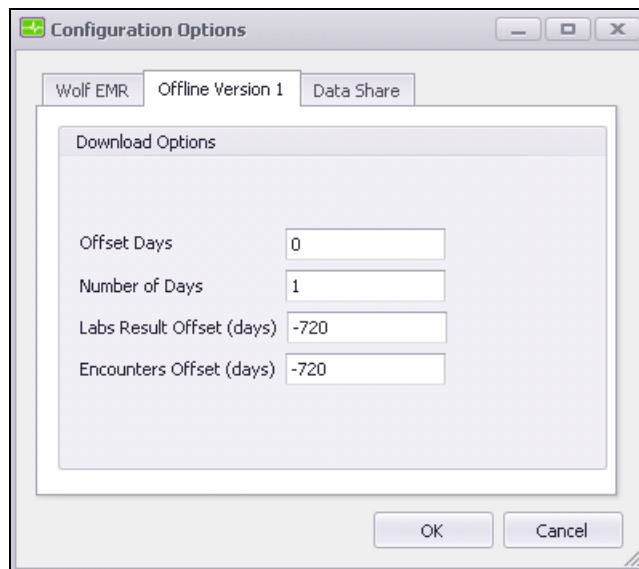 Configuration Options
Wolf EMR Offline Version 1 Data Share
Download Options
Offset Days 0
Number of Days 1
Labs Result Offset (days) -720
Encounters Offset (days) -720
OK Cancel